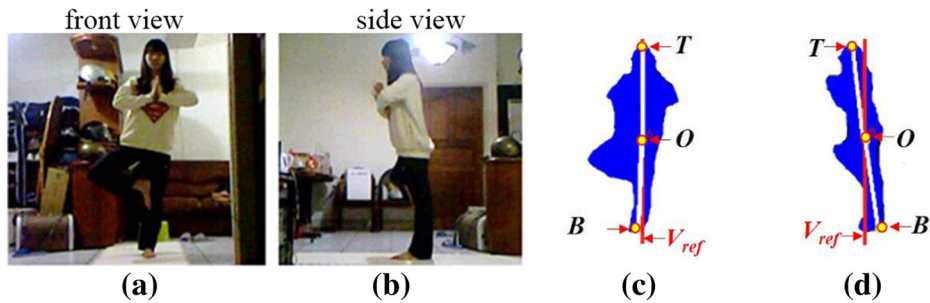 front view
side view
T
O
B
V_ref
T
O
B
V_ref
(a)
(b)
(c)
(d)